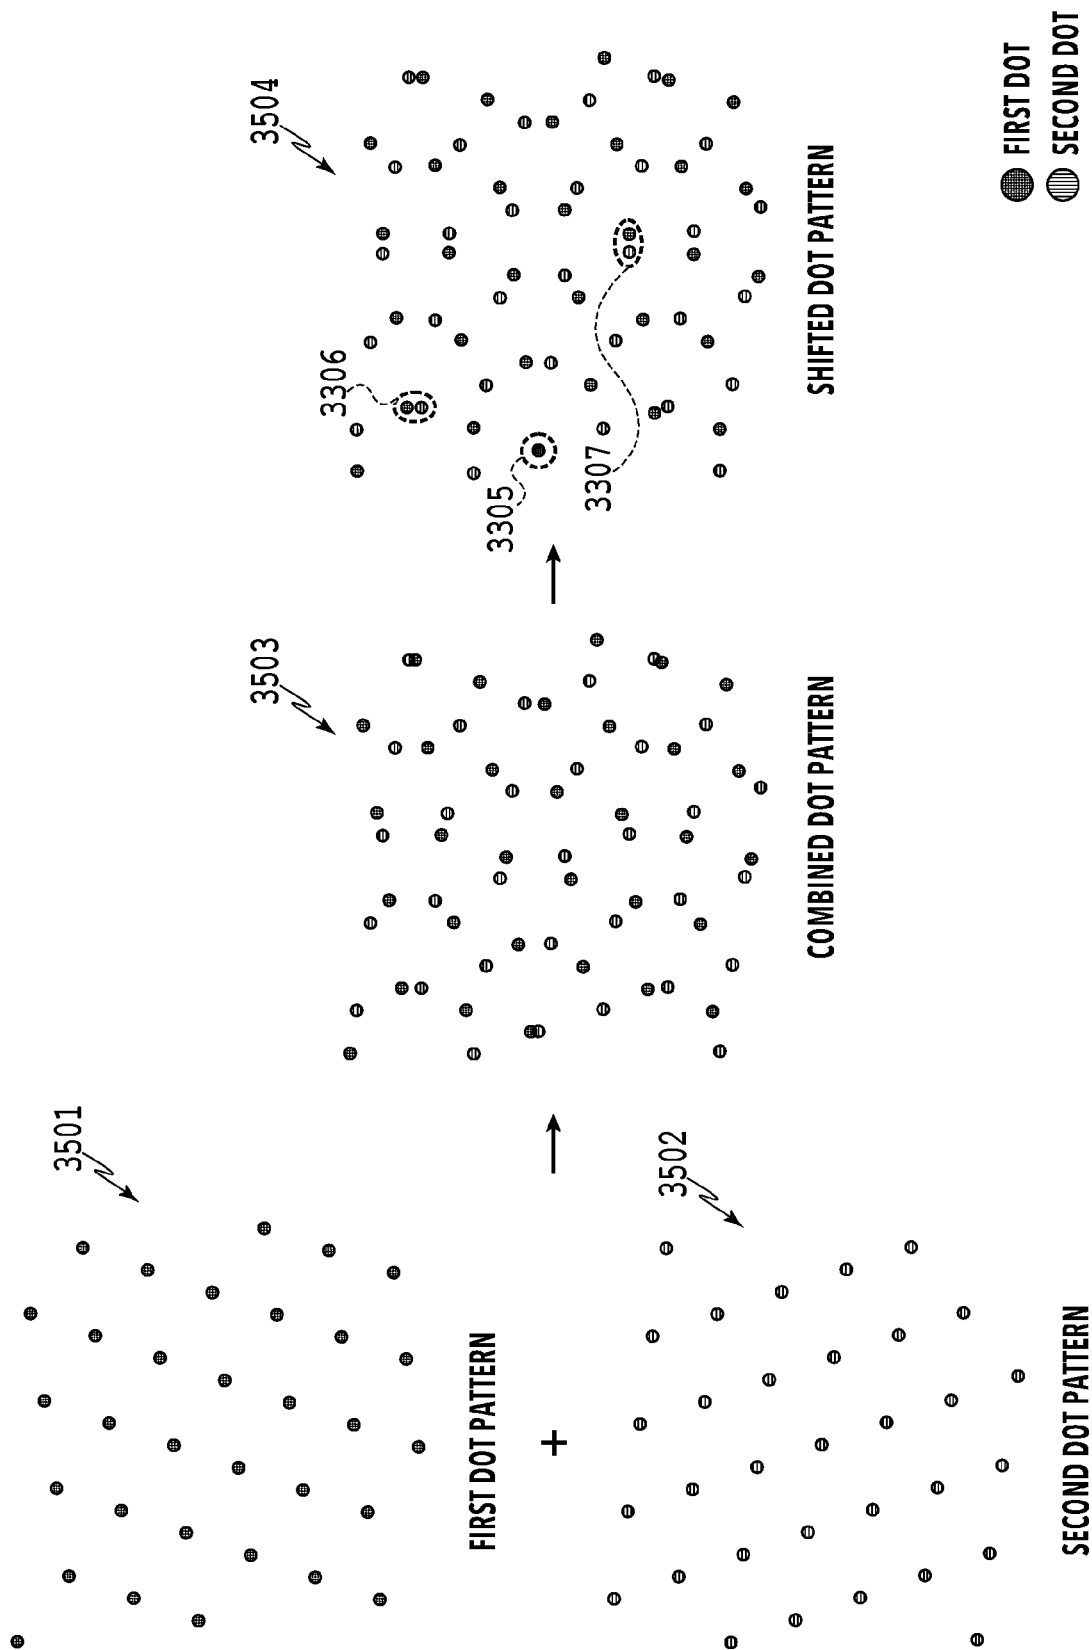 3501
FIRST DOT PATTERN
+
3502
SECOND DOT PATTERN
3503
COMBINED DOT PATTERN
3504
3306
3305
3307
SHIFTED DOT PATTERN
FIRST DOT
SECOND DOT